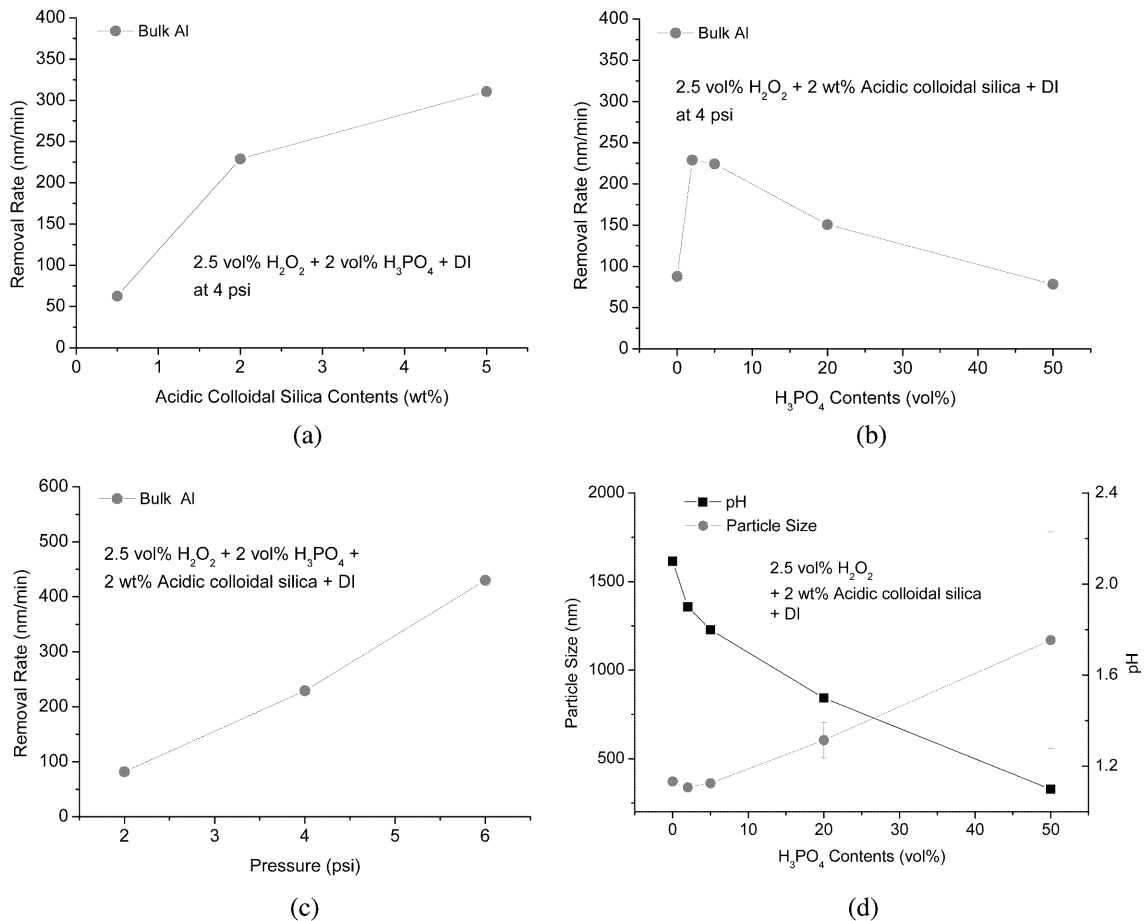 (a)
Bulk Al
400
350
300
250
200
150
100
50
0
Removal Rate (nm/min)
2.5 vol% H₂O₂ + 2 vol% H₃PO₄ + DI
at 4 psi
0 1 2 3 4 5
Acidic Colloidal Silica Contents (wt%)
(a)
b)
Bulk Al
400
350
300
250
200
150
100
50
0
Removal Rate (nm/min)
2.5 vol% H₂O₂ + 2 wt% Acidic colloidal silica + DI
at 4 psi
0 10 20 30 40 50
H₃PO₄ Contents (vol%)
(b)
c)
Bulk Al
600
500
400
300
200
100
0
Removal Rate (nm/min)
2.5 vol% H₂O₂ + 2 vol% H₃PO₄ +
2 wt% Acidic colloidal silica + DI
2 3 4 5 6
Pressure (psi)
(c)
d)
pH
Particle Size
2000
1500
1000
500
Particle Size (nm)
2.5 vol% H₂O₂
+ 2 wt% Acidic colloidal silica
+ DI
2.4
2.0
1.6
1.2
pH
0 10 20 30 40 50
H₃PO₄ Contents (vol%)
(d)